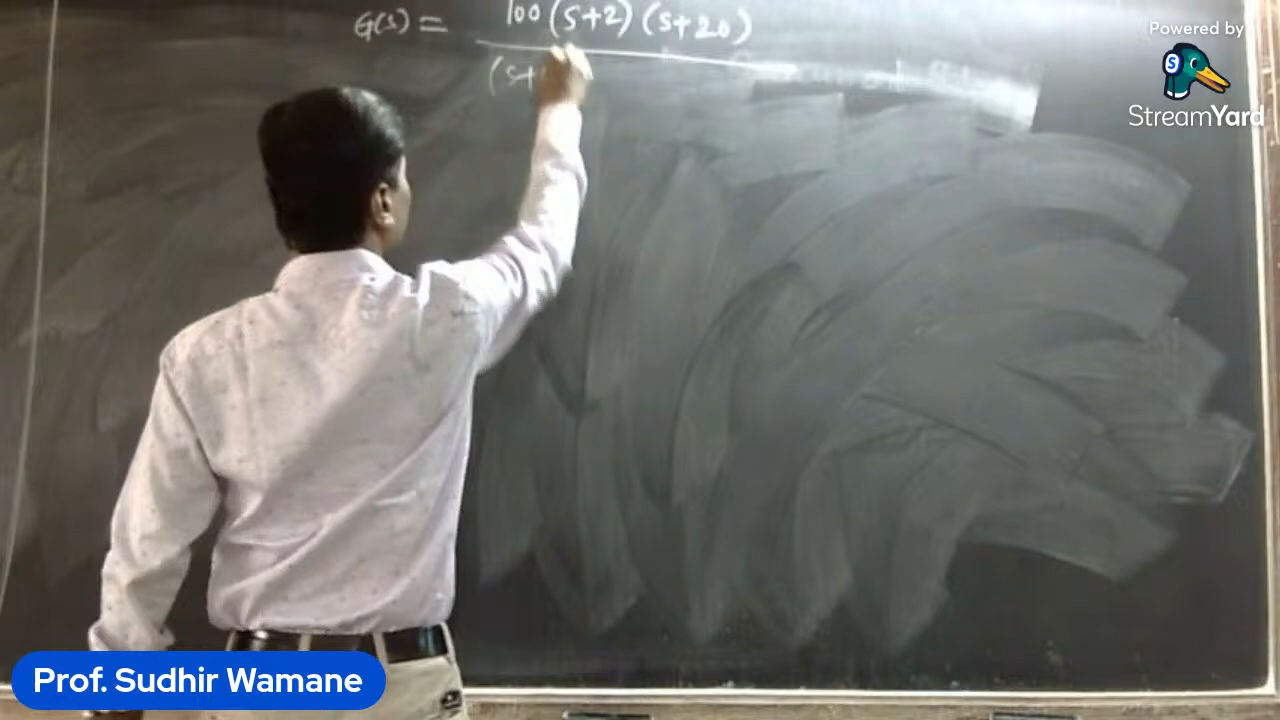 G(s) = 100 (s+2) (s+20)
(s+
Powered by
StreamYard
Prof. Sudhir Wamane